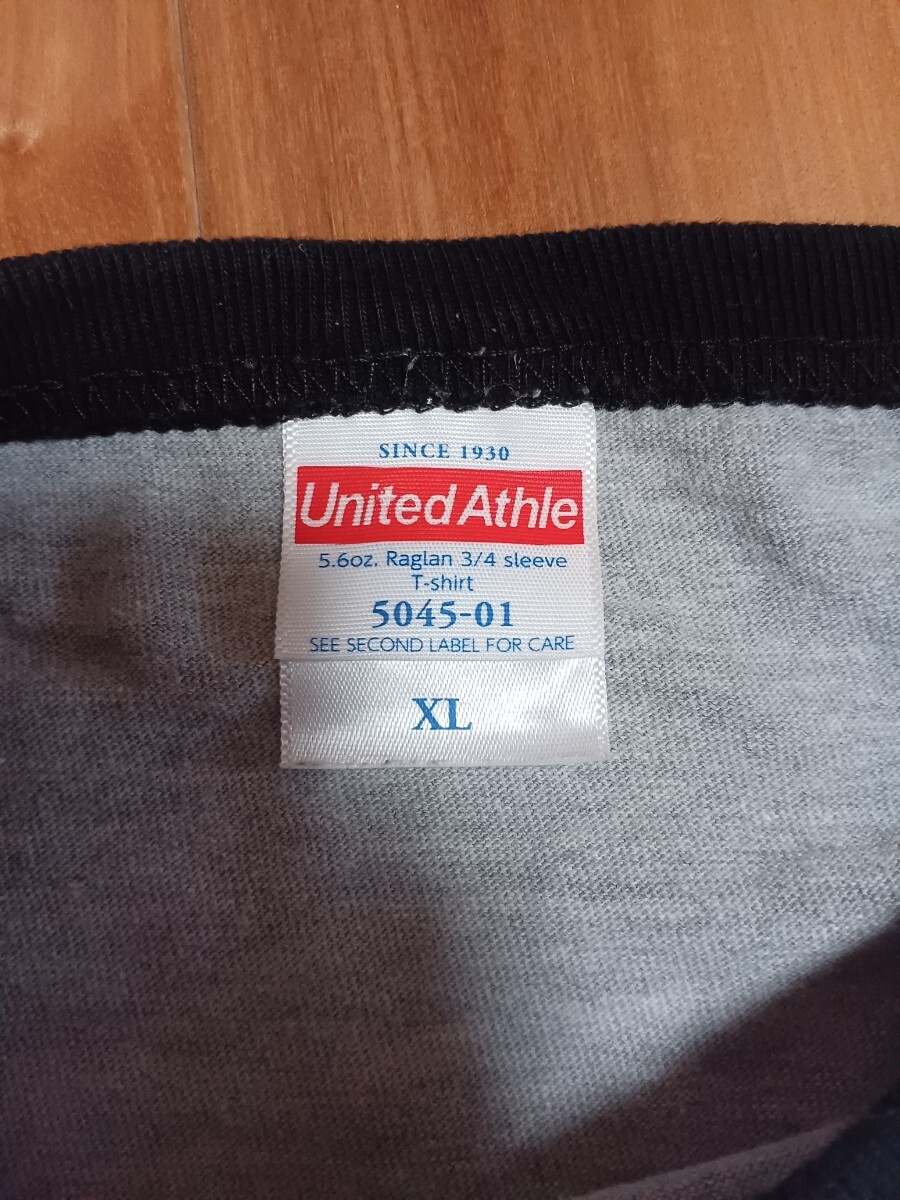 SINCE 1930
United Athle
5.6oz. Raglan 3/4 sleeve
T-shirt
5045-01
SEE SECOND LABEL FOR CARE
XL